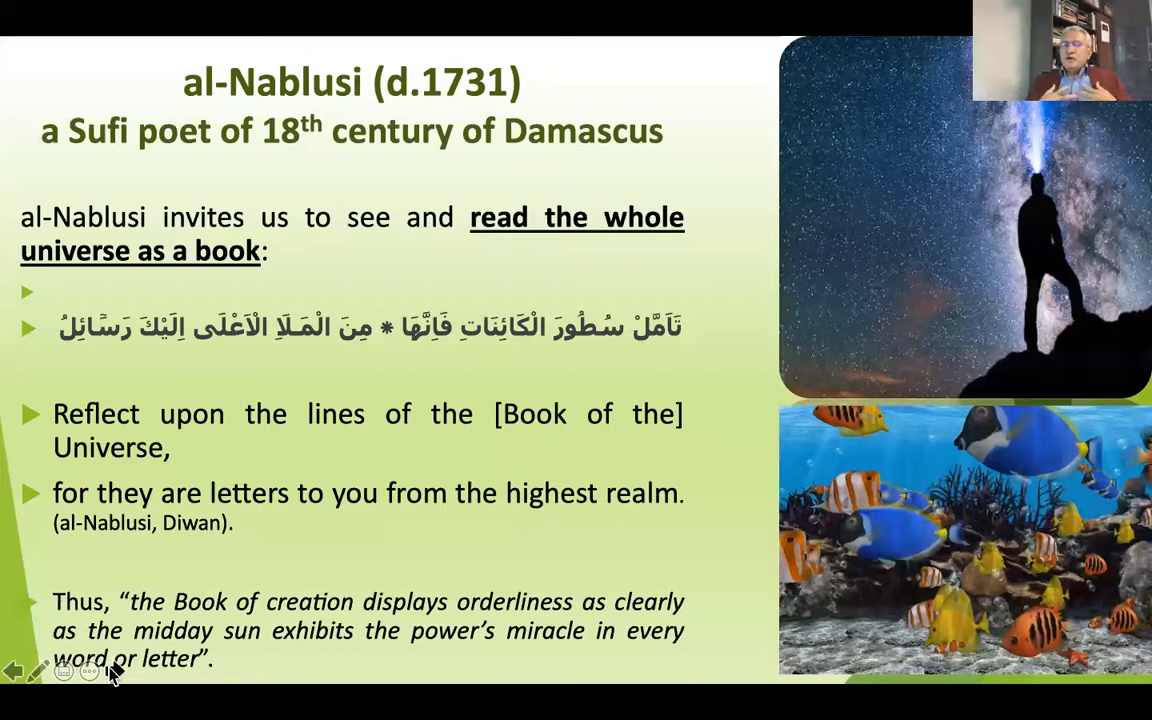 al-Nablusi (d.1731)
a Sufi poet of 18th century of Damascus
al-Nablusi invites us to see and read the whole
universe as a book:
تَاَمَّلْ سُطُورَ الْكَائِنَاتِ فَاِنَّهَا * مِنَ الْمَـلَاِ الْاَعْلَى اِلَيْكَ رَسَٓائِلُ
Reflect upon the lines of the [Book of the]
Universe,
for they are letters to you from the highest realm.
(al-Nablusi, Diwan).
Thus, “the Book of creation displays orderliness as clearly
as the midday sun exhibits the power’s miracle in every
word or letter”.